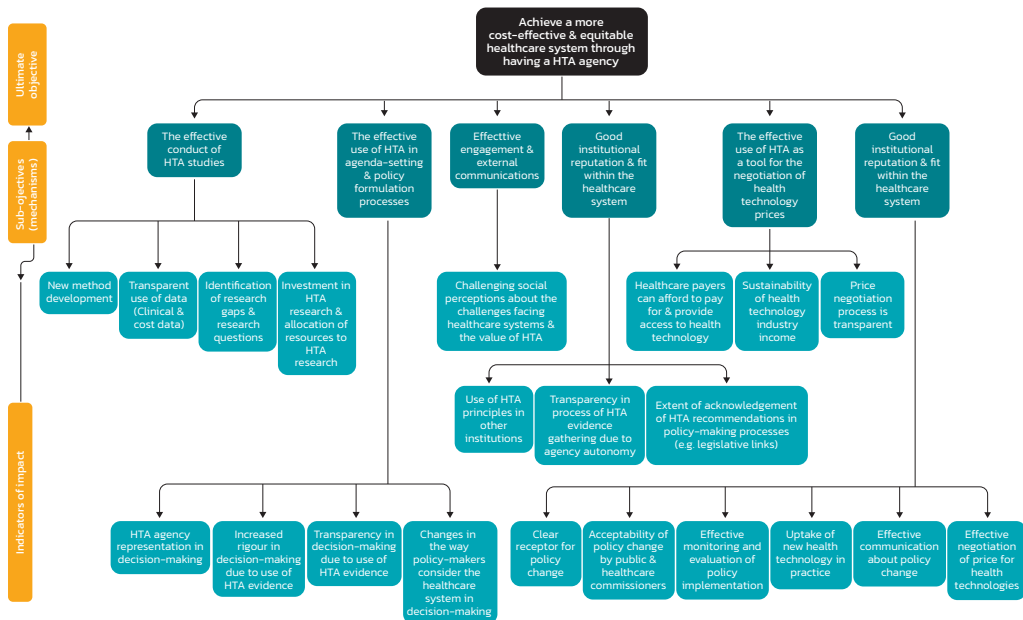 Achieve a more
cost-effective & equitable
healthcare system through
having a HTA agency
Ultimate
objective
Sub-ojectives
(mechanisms)
Indicators of impact
The effective
conduct of
HTA studies
The effective
use of HTA in
agenda-setting
& policy
formulation
processes
Effective
engagement &
external
communications
Good
institutional
reputation & fit
within the
healthcare
system
The effective
use of HTA as
a tool for the
negotiation of
health
technology
prices
Good
institutional
reputation & fit
within the
healthcare
system
New method
development
Transparent
use of data
(Clinical &
cost data)
Identification
of research
gaps &
research
questions
Investment in
HTA
research &
allocation of
resources to
HTA
research
Challenging social
perceptions about the
challenges facing
healthcare systems &
the value of HTA
Healthcare payers
can afford to pay
for & provide
access to health
technology
Sustainability
of health
technology
industry
income
Price
negotiation
process is
transparent
Use of HTA
principles in
other
institutions
Transparency in
process of HTA
evidence
gathering due to
agency autonomy
Extent of acknowledgement
of HTA recommendations in
policy-making processes
(e.g. legislative links)
HTA agency
representation in
decision-making
Increased
rigour in
decision-making
due to use of
HTA evidence
Transparency in
decision-making
due to use of
HTA evidence
Changes in
the way
policy-makers
consider the
healthcare
system in
decision-making
Clear
receptor for
policy
change
Acceptability of
policy change
by public &
healthcare
commissioners
Effective
monitoring and
evaluation of
policy
implementation
Uptake of
new health
technology in
practice
Effective
communication
about policy
change
Effective
negotiation
of price for
health
technologies